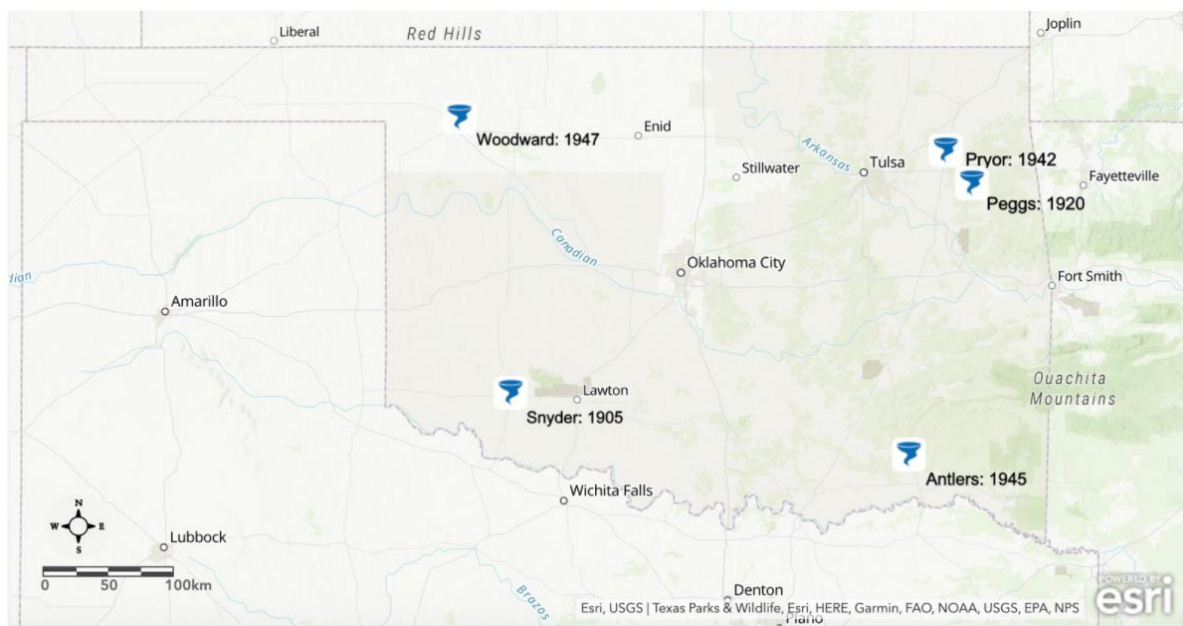 Joplin
Liberal
Red Hills
Woodward: 1947
Enid
Arkansas
Pryor: 1942
Tulsa
Stillwater
Fayetteville
Peggs: 1920
Canadian
Oklahoma City
dian
Fort Smith
Amarillo
Ouachita
Mountains
Lawton
Snyder: 1905
Antlers: 1945
Wichita Falls
N
W E
S
Lubbock
0 50 100km
Brazos
Denton
Esri, USGS | Texas Parks & Wildlife, Esri, HERE, Garmin, FAO, NOAA, USGS, EPA, NPS
POWERED BY
esri